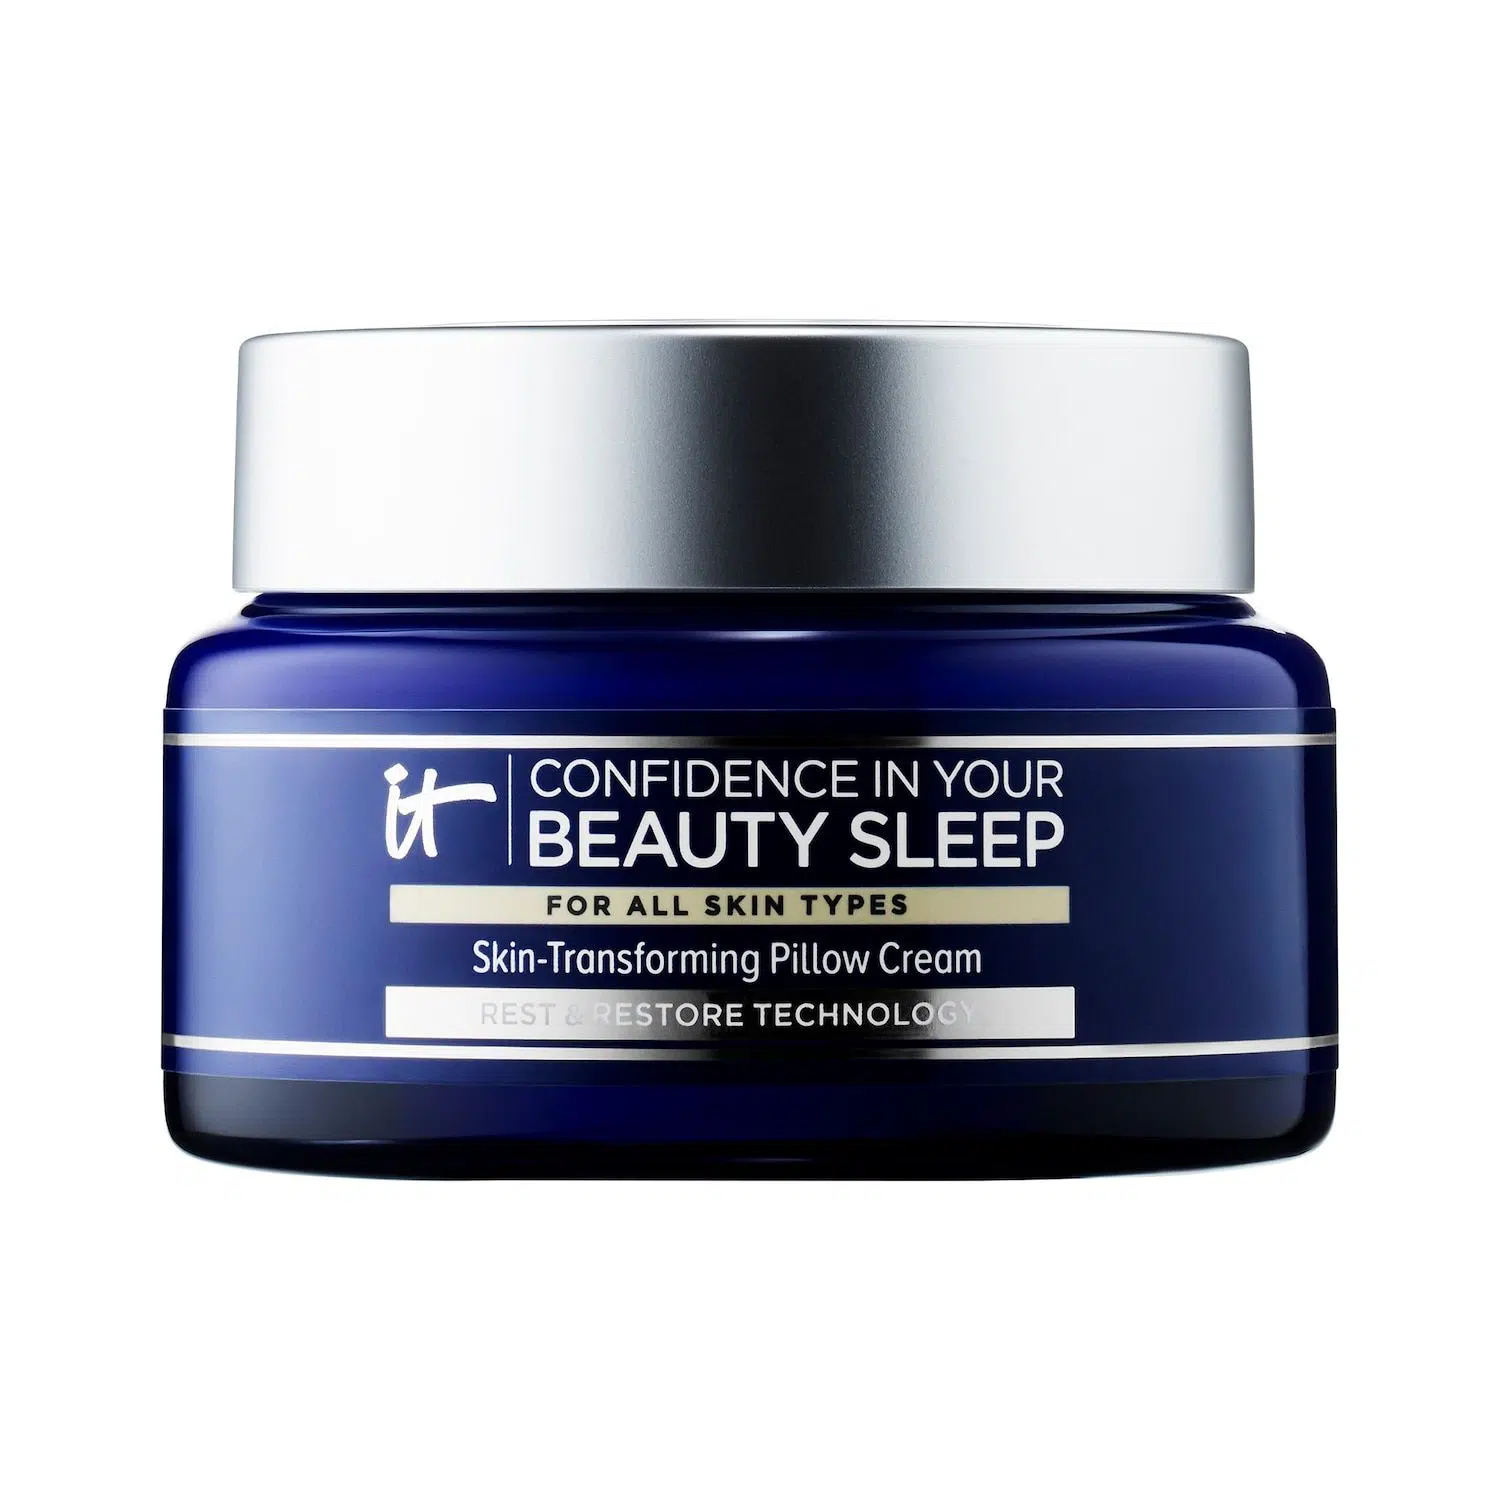 it
CONFIDENCE IN YOUR
BEAUTY SLEEP
FOR ALL SKIN TYPES
Skin-Transforming Pillow Cream
REST & RESTORE TECHNOLOGY